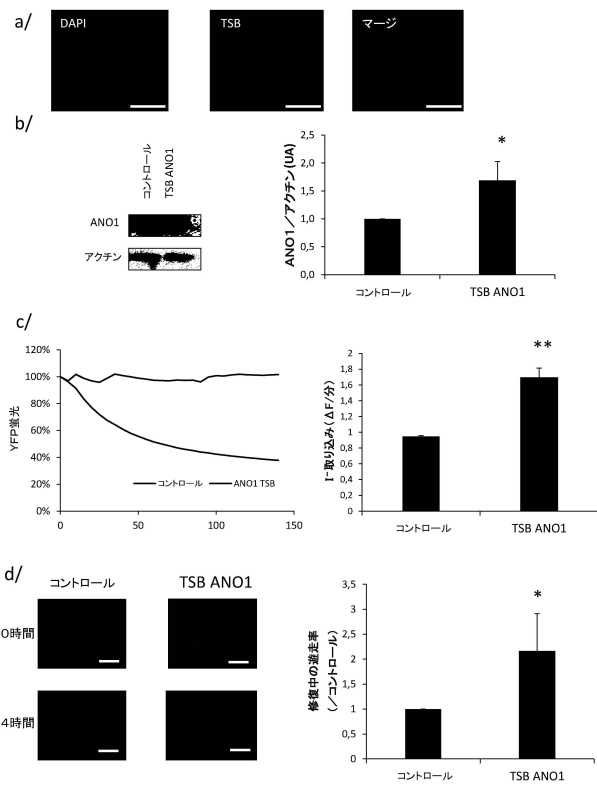 a/
DAPI
TSB
マージ
b/
コントロール
TSB ANO1
ANO1
アクチン
ANO1／アクチン(UA)
2,5
2,0
1,5
1,0
0,5
0,0
*
コントロール
TSB ANO1
c/
YFP蛍光
120%
100%
80%
60%
40%
20%
0%
コントロール
ANO1 TSB
0
50
100
150
I-取り込み(ΔF/分)
2
1,8
1,6
1,4
1,2
1
0,8
0,6
0,4
0,2
0
**
コントロール
TSB ANO1
d/
コントロール
TSB ANO1
0時間
4時間
修復中の遊走率
(／コントロール)
3,5
3
2,5
2
1,5
1
0,5
0
*
コントロール
TSB ANO1